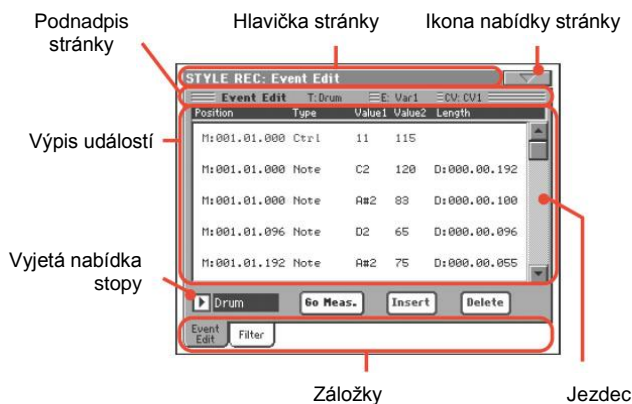 Podnadpis stránky
Hlavička stránky
Ikona nabídky stránky
STYLE REC: Event Edit
Event Edit T:Drum E: Var1 CV: CV1
Position Type Value1 Value2 Length
Výpis událostí
M:001.01.000 Ctrl 11 115
M:001.01.000 Note C2 120 D:000.00.192
M:001.01.000 Note A#2 83 D:000.00.100
M:001.01.096 Note D2 65 D:000.00.096
M:001.01.192 Note A#2 75 D:000.00.055
Vyjetá nabídka stopy
Drum Go Meas. Insert Delete
Event Edit Filter
Záložky
Jezdec